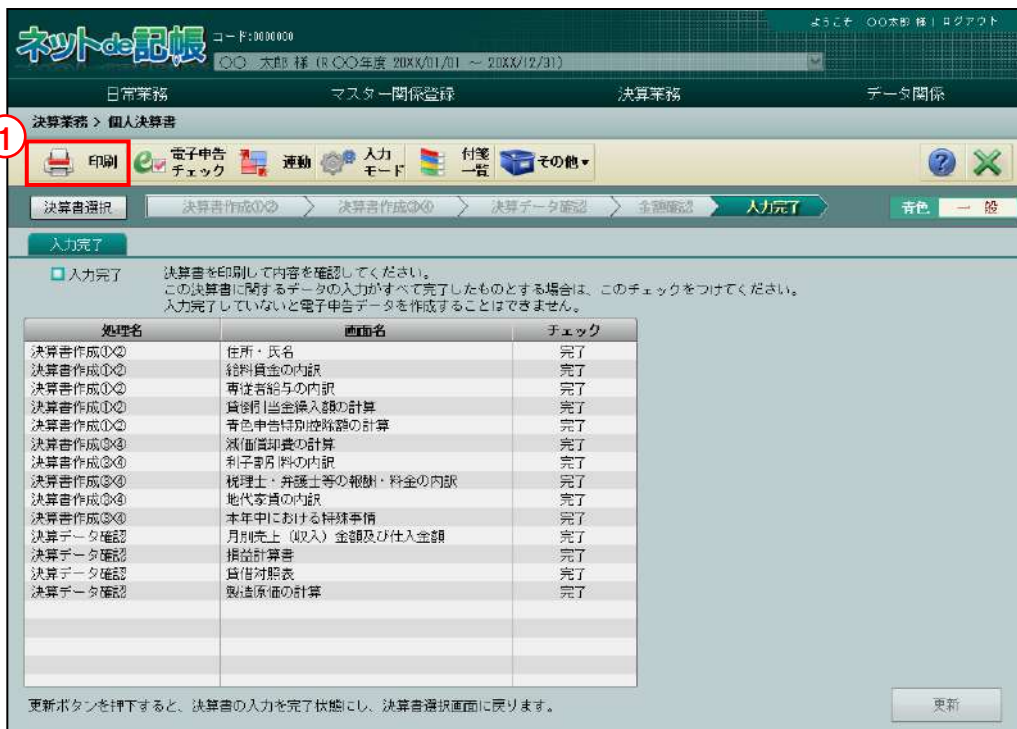 ようこそ 〇〇太郎 様 | ログアウト
ネットde記帳 コード:0000000
〇〇 太郎 様 (R〇〇年度 20XX/01/01 ～ 20XX/12/31)
日常業務 マスター関係登録 決算業務 データ関係
決算業務 > 個人決算書
1
印刷 電子申告チェック 連動 入力モード 付箋一覧 その他▼
決算書選択 決算書作成①② 決算書作成③④ 決算データ確認 金額確認 入力完了 青色 一 般
入力完了
入力完了 決算書を印刷して内容を確認してください。
この決算書に関するデータの入力がすべて完了したものとする場合は、このチェックをつけてください。
入力完了していないと電子申告データを作成することはできません。
処理名 画面名 チェック
決算書作成①② 住所・氏名 完了
決算書作成①② 給料賃金の内訳 完了
決算書作成①② 専従者給与の内訳 完了
決算書作成①② 貸倒引当金繰入額の計算 完了
決算書作成①② 青色申告特別控除額の計算 完了
決算書作成③④ 減価償却費の計算 完了
決算書作成③④ 利子割引料の内訳 完了
決算書作成③④ 税理士・弁護士等の報酬・料金の内訳 完了
決算書作成③④ 地代家賃の内訳 完了
決算書作成③④ 本年中における特殊事情 完了
決算データ確認 月別売上（収入）金額及び仕入金額 完了
決算データ確認 損益計算書 完了
決算データ確認 貸借対照表 完了
決算データ確認 製造原価の計算 完了
更新ボタンを押下すると、決算書の入力を完了状態にし、決算書選択画面に戻ります。 更新